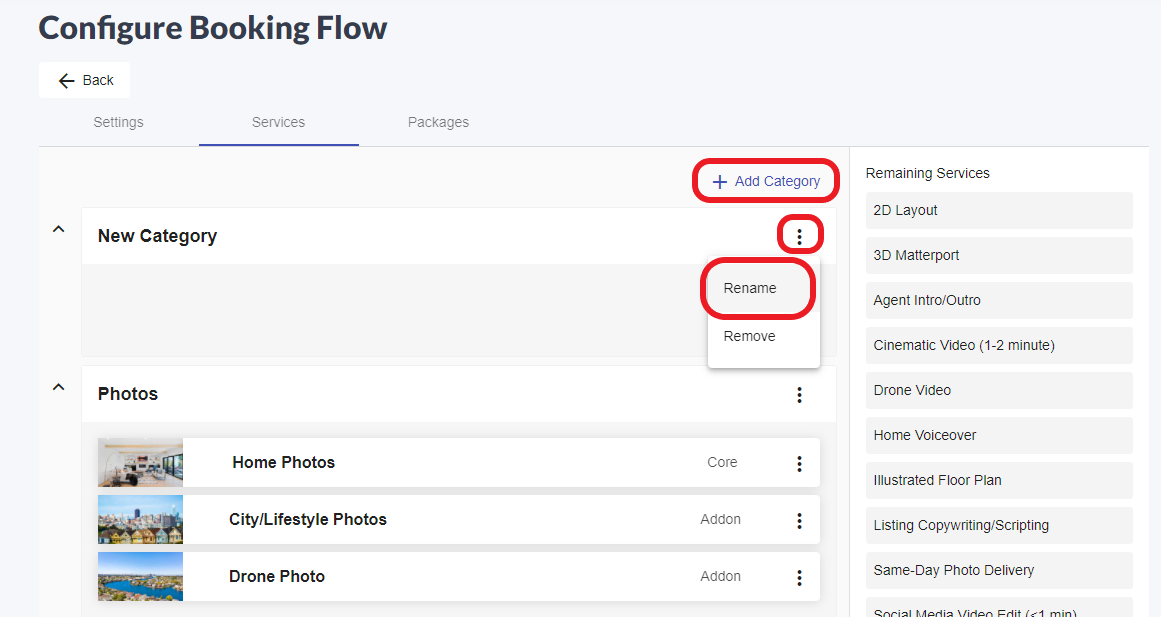 Configure Booking Flow
Back
Settings Services Packages
Add Category
New Category
Rename
Remove
Photos
Home Photos Core
City/Lifestyle Photos Addon
Drone Photo Addon
Remaining Services
2D Layout
3D Matterport
Agent Intro/Outro
Cinematic Video (1-2 minute)
Drone Video
Home Voiceover
Illustrated Floor Plan
Listing Copywriting/Scripting
Same-Day Photo Delivery
Social Media Video Edit (<1 min)